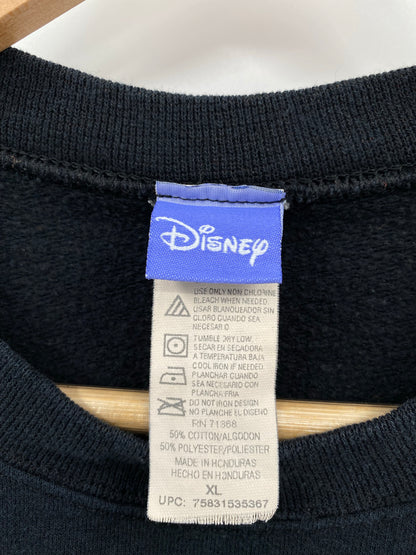 DISNEY
USE ONLY NON CHLORINE
BLEACH WHEN NEEDED.
USAR BLANQUEADOR SIN
CLORO CUANDO SEA
NECESARIO
TUMBLE DRY LOW.
SECAR EN SECADORA
A TEMPERATURA BAJA
COOL IRON IF NEEDED.
PLANCHAR CUANDO
SEA NECESARIO CON
PLANCHA FRIA
DO NOT IRON DESIGN
NO PLANCHE EL DISEÑO
RN 71368
50% COTTON/ALGODON
50% POLYESTER/POLIESTER
MADE IN HONDURAS
HECHO EN HONDURAS
XL
UPC: 75831535367